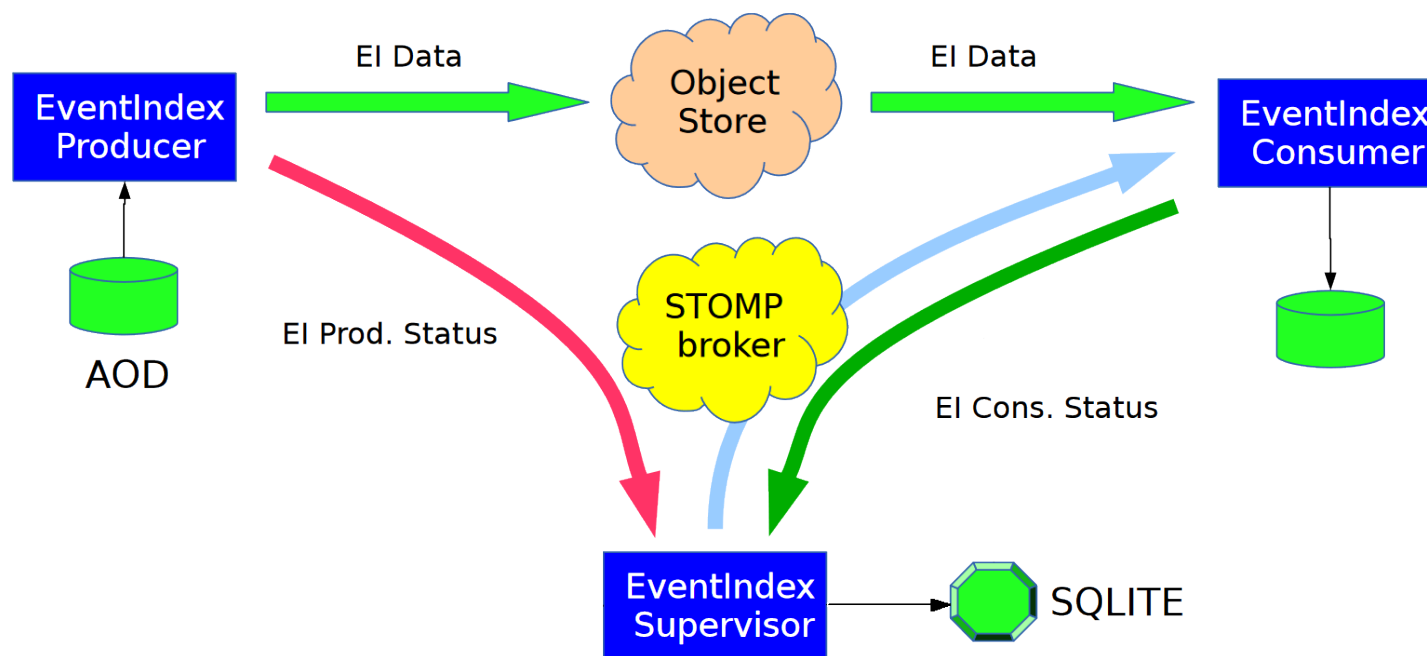 EI Data
EI Data
EventIndex
Producer
Object
Store
EventIndex
Consumer
STOMP
broker
EI Prod. Status
AOD
EI Cons. Status
EventIndex
Supervisor
SQLITE